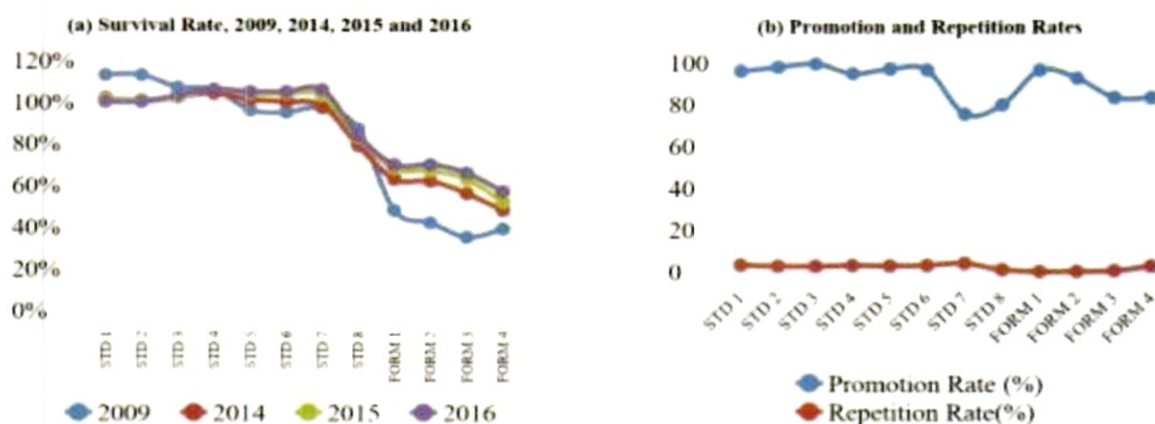 (a) Survival Rate, 2009, 2014, 2015 and 2016
120%
100%
80%
60%
40%
20%
0%
STD 1
STD 2
STD 3
STD 4
STD 5
STD 6
STD 7
STD 8
FORM 1
FORM 2
FORM 3
FORM 4
2009 2014 2015 2016
(b) Promotion and Repetition Rates
100
80
60
40
20
0
STD 1
STD 2
STD 3
STD 4
STD 5
STD 6
STD 7
STD 8
FORM 1
FORM 2
FORM 3
FORM 4
Promotion Rate (%)
Repetition Rate(%)